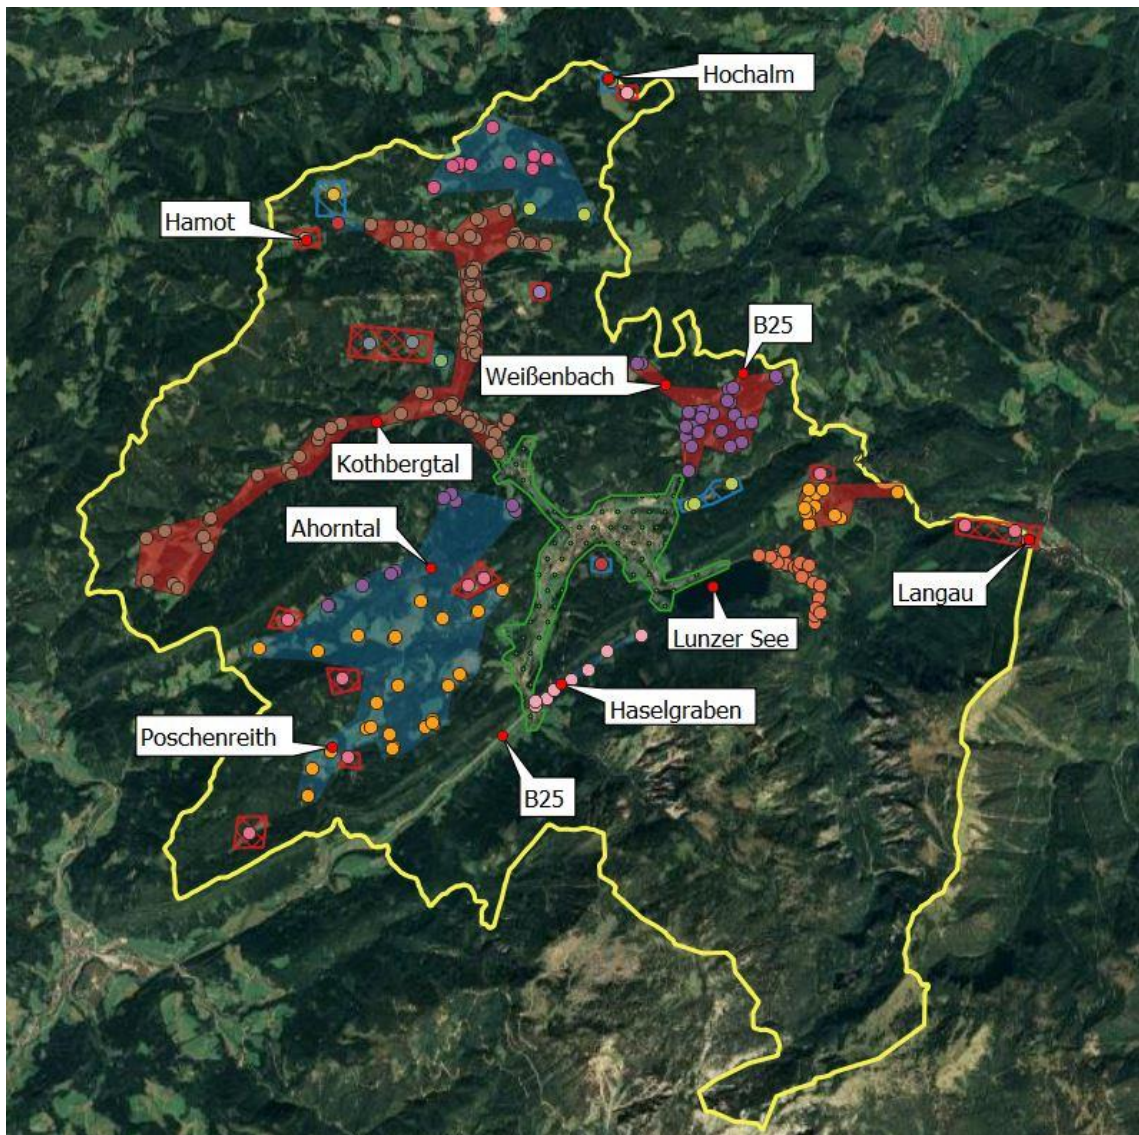 Hochalm
Hamot
B25
Weißenbach
Kothbergtal
Ahorntal
Langau
Lunzer See
Haselgraben
Poschenreith
B25